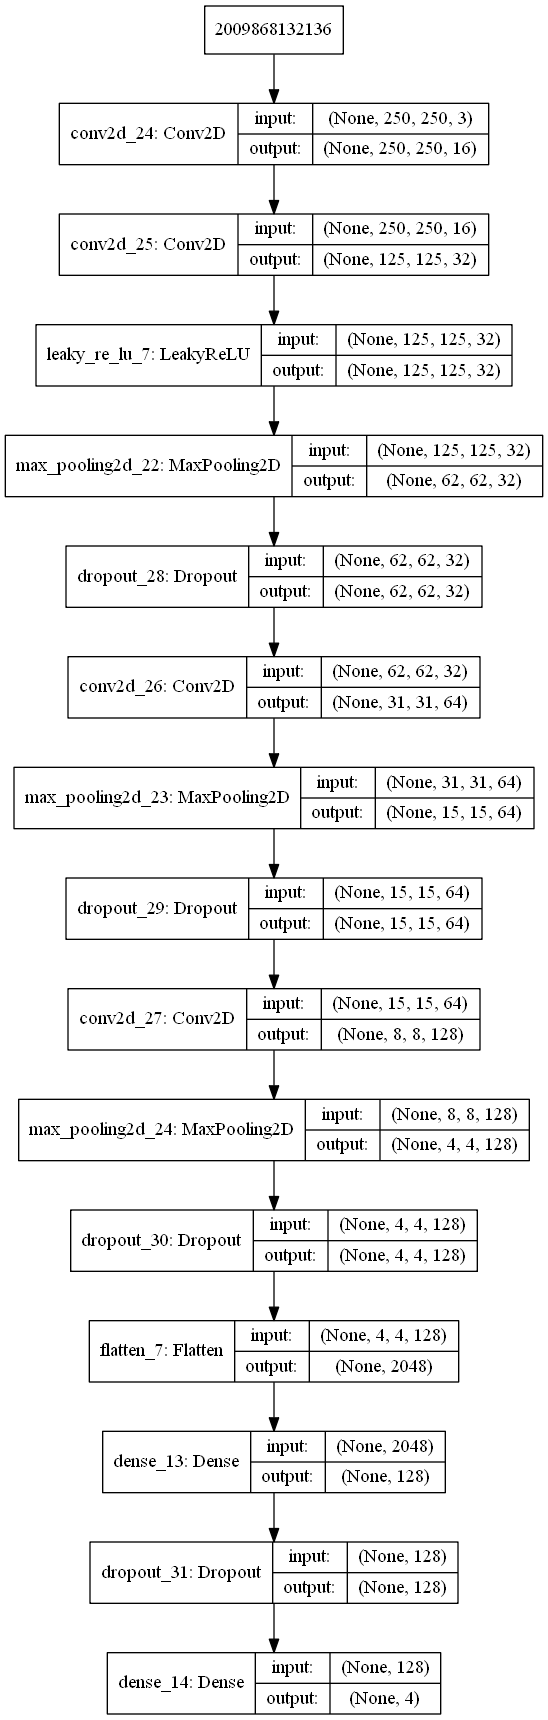 2009868132136
conv2d_24: Conv2D
input: (None, 250, 250, 3)
output: (None, 250, 250, 16)
conv2d_25: Conv2D
input: (None, 250, 250, 16)
output: (None, 125, 125, 32)
leaky_re_lu_7: LeakyReLU
input: (None, 125, 125, 32)
output: (None, 125, 125, 32)
max_pooling2d_22: MaxPooling2D
input: (None, 125, 125, 32)
output: (None, 62, 62, 32)
dropout_28: Dropout
input: (None, 62, 62, 32)
output: (None, 62, 62, 32)
conv2d_26: Conv2D
input: (None, 62, 62, 32)
output: (None, 31, 31, 64)
max_pooling2d_23: MaxPooling2D
input: (None, 31, 31, 64)
output: (None, 15, 15, 64)
dropout_29: Dropout
input: (None, 15, 15, 64)
output: (None, 15, 15, 64)
conv2d_27: Conv2D
input: (None, 15, 15, 64)
output: (None, 8, 8, 128)
max_pooling2d_24: MaxPooling2D
input: (None, 8, 8, 128)
output: (None, 4, 4, 128)
dropout_30: Dropout
input: (None, 4, 4, 128)
output: (None, 4, 4, 128)
flatten_7: Flatten
input: (None, 4, 4, 128)
output: (None, 2048)
dense_13: Dense
input: (None, 2048)
output: (None, 128)
dropout_31: Dropout
input: (None, 128)
output: (None, 128)
dense_14: Dense
input: (None, 128)
output: (None, 4)